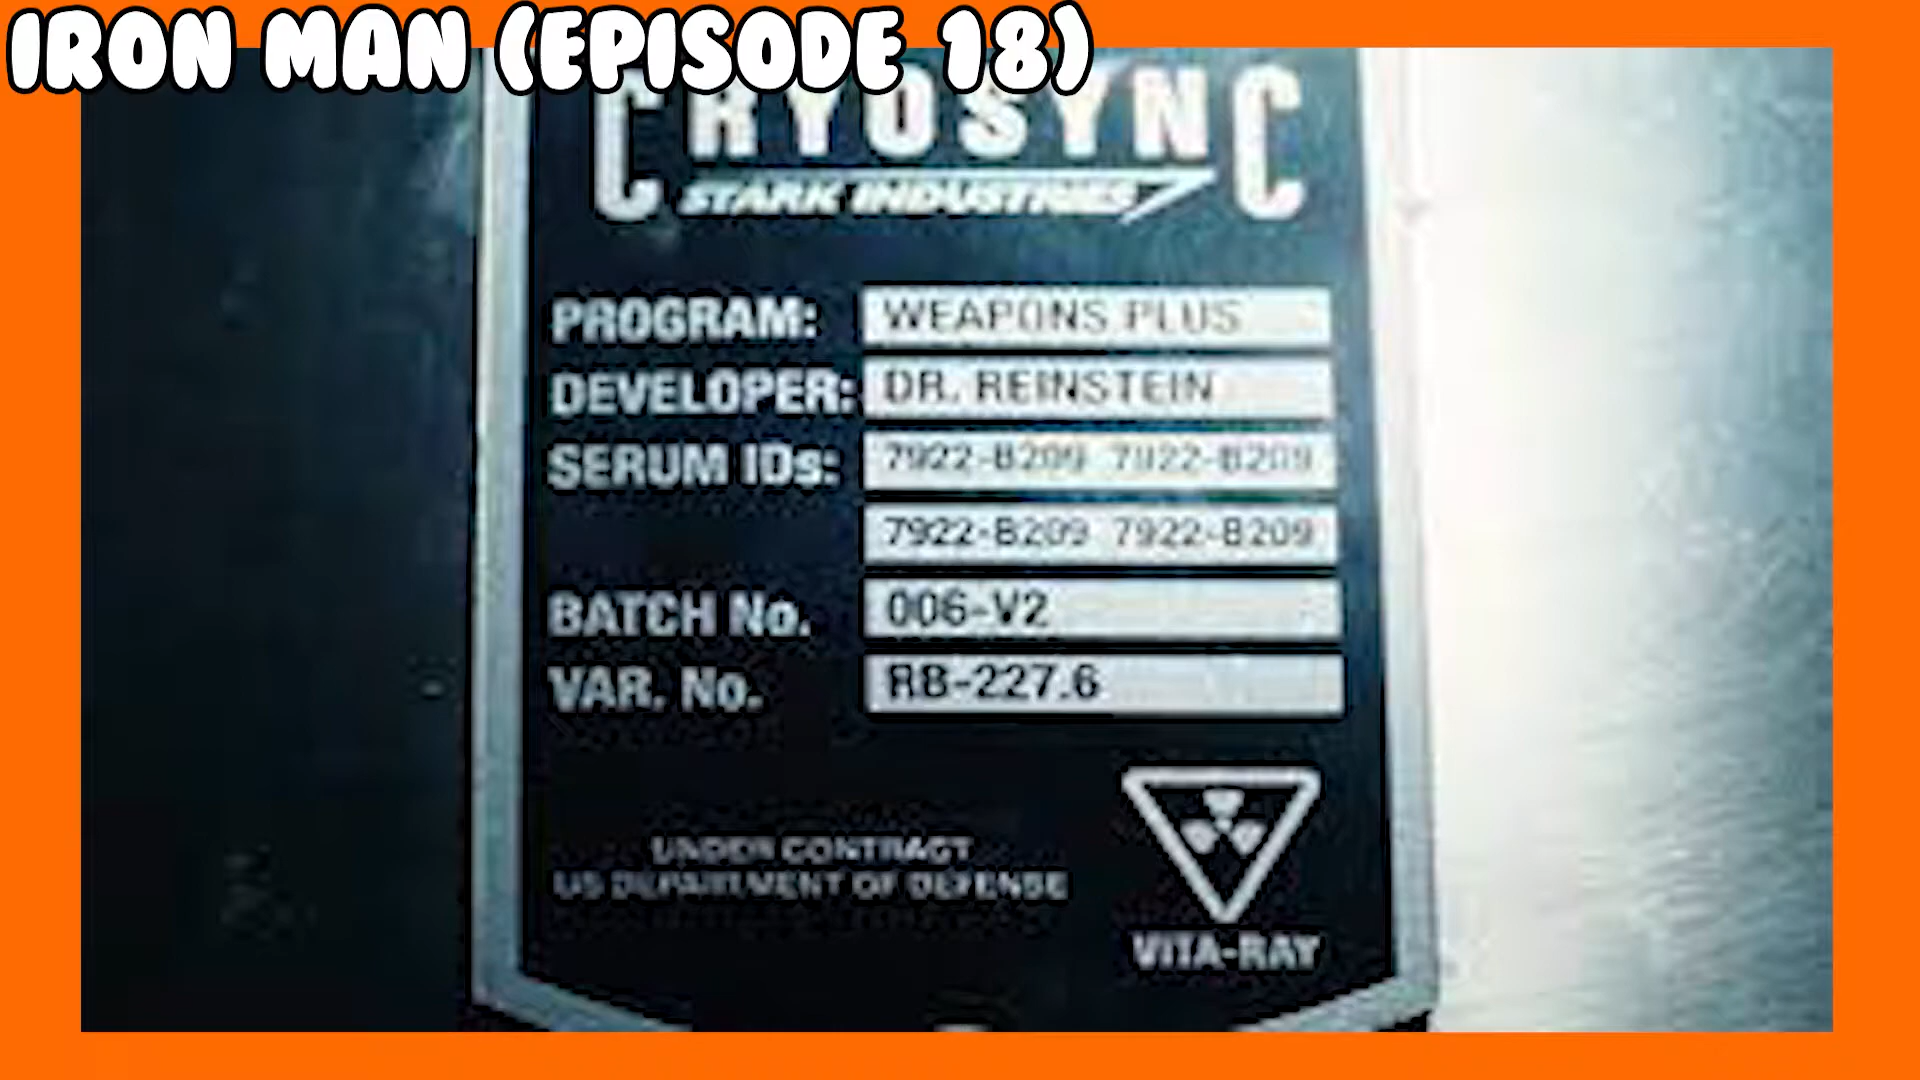 IRON MAN (EPISODE 18)
CRYOSYNC
STARK INDUSTRIES
PROGRAM: WEAPONS PLUS
DEVELOPER: DR. REINSTEIN
SERUM IDs: 7922-B209 7922-B209
7922-B209 7922-B209
BATCH No. 006-V2
VAR. No. RB-227.6
UNDER CONTRACT
US DEPARTMENT OF DEFENSE
VITA-RAY